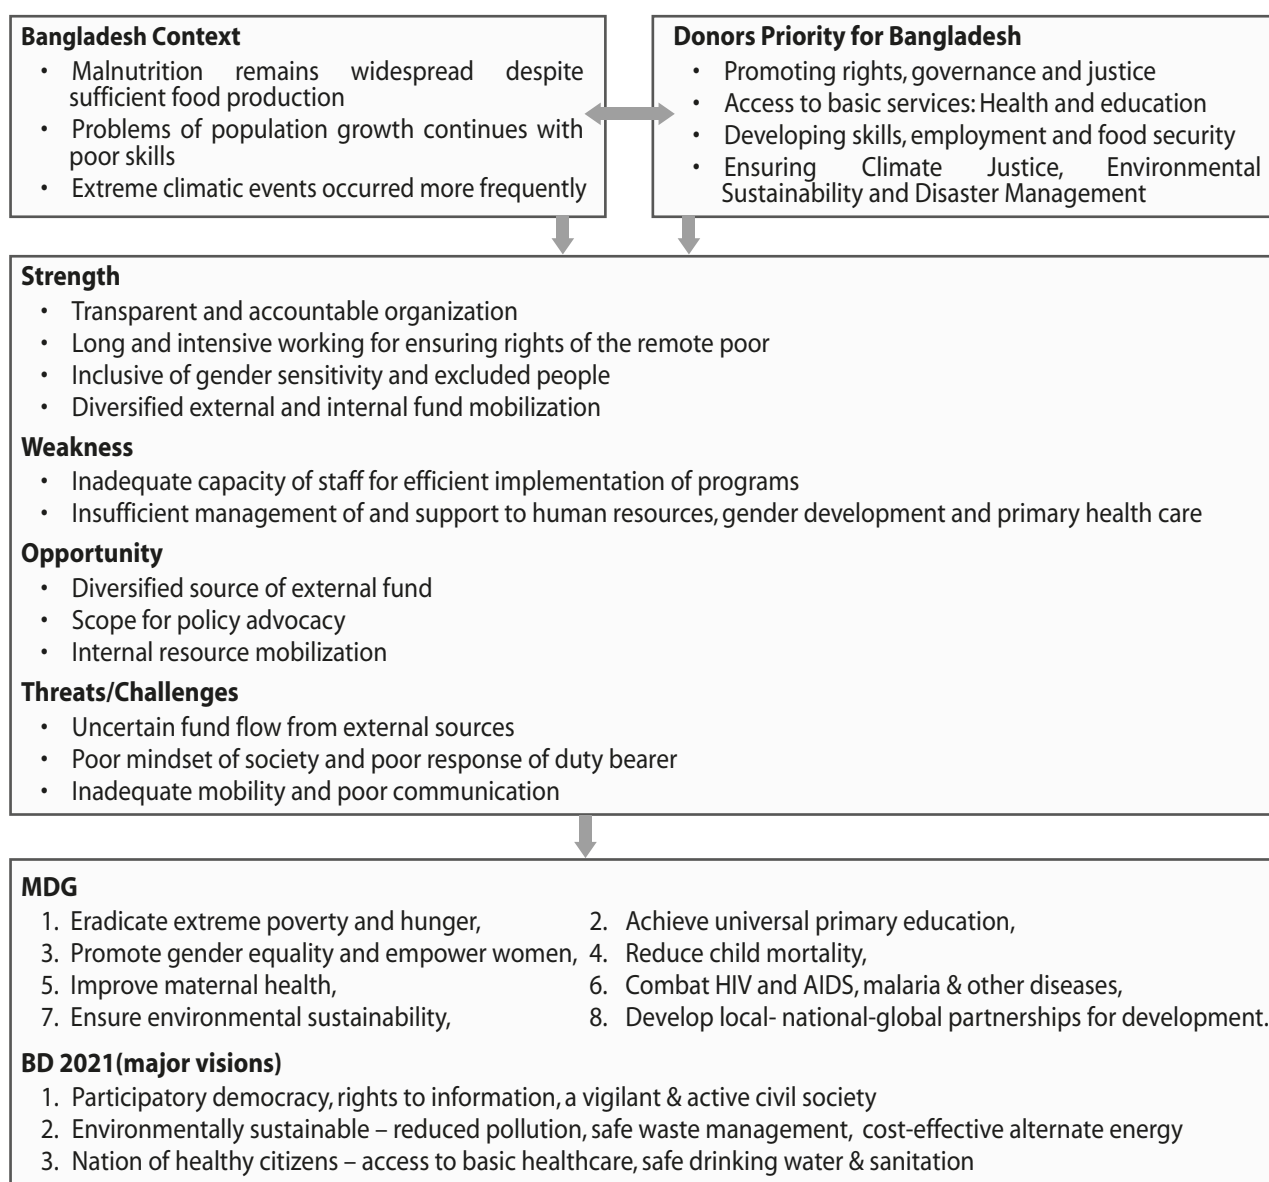 Bangladesh Context
• Malnutrition remains widespread despite
sufficient food production
• Problems of population growth continues with
poor skills
• Extreme climatic events occurred more frequently
Donors Priority for Bangladesh
• Promoting rights, governance and justice
• Access to basic services: Health and education
• Developing skills, employment and food security
• Ensuring Climate Justice, Environmental
Sustainability and Disaster Management
Strength
• Transparent and accountable organization
• Long and intensive working for ensuring rights of the remote poor
• Inclusive of gender sensitivity and excluded people
• Diversified external and internal fund mobilization
Weakness
• Inadequate capacity of staff for efficient implementation of programs
• Insufficient management of and support to human resources, gender development and primary health care
Opportunity
• Diversified source of external fund
• Scope for policy advocacy
• Internal resource mobilization
Threats/Challenges
• Uncertain fund flow from external sources
• Poor mindset of society and poor response of duty bearer
• Inadequate mobility and poor communication
MDG
1. Eradicate extreme poverty and hunger, 2. Achieve universal primary education,
3. Promote gender equality and empower women, 4. Reduce child mortality,
5. Improve maternal health, 6. Combat HIV and AIDS, malaria & other diseases,
7. Ensure environmental sustainability, 8. Develop local- national-global partnerships for development.
BD 2021(major visions)
1. Participatory democracy, rights to information, a vigilant & active civil society
2. Environmentally sustainable – reduced pollution, safe waste management, cost-effective alternate energy
3. Nation of healthy citizens – access to basic healthcare, safe drinking water & sanitation